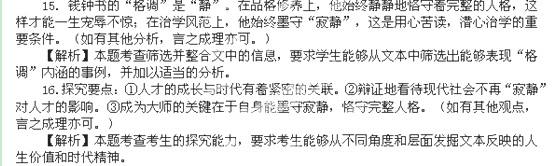 15. 钱钟书的“格调”是“静”。在品格修养上，他始终静静地恪守着完整的人格，这样
才能一生宠辱不惊；在治学风范上，他始终墨守“寂静”，这是用心苦读，潜心治学的重
要条件。（如有其他分析，言之成理亦可。）
【解析】本题考查筛选并整合文中的信息，要求学生能够从文本中筛选出能够表现“格
调”内涵的事例，并加以适当的分析。
16. 探究要点：①人才的成长与时代有着紧密的关联。②辩证地看待现代社会不再“寂静”
对人才的影响。③成为大师的关键在于自身能墨守寂静，恪守完整人格。（如有其他观点，
言之成理亦可。）
【解析】本题考查考生的探究能力，要求考生能够从不同角度和层面发掘文本反映的人
生价值和时代精神。